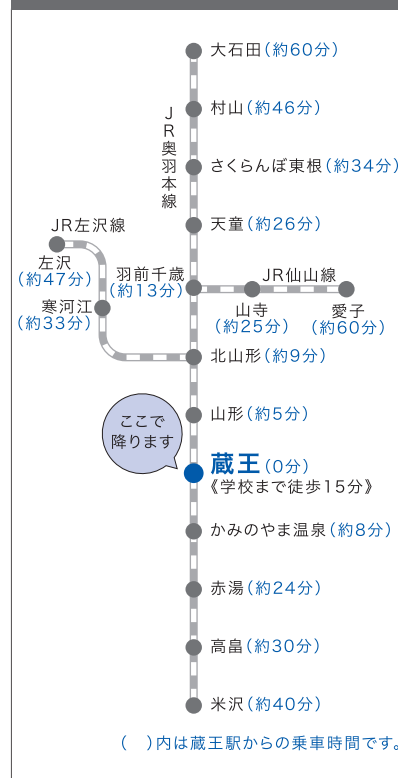 大石田(約60分)
村山(約46分)
JR奥羽本線
さくらんぼ東根(約34分)
天童(約26分)
JR左沢線
左沢
(約47分)
羽前千歳
(約13分)
JR仙山線
寒河江
(約33分)
山寺
(約25分)
愛子
(約60分)
北山形(約9分)
山形(約5分)
ここで
降ります
蔵王(0分)
《学校まで徒歩15分》
かみのやま温泉(約8分)
赤湯(約24分)
高畠(約30分)
米沢(約40分)
(　)内は蔵王駅からの乗車時間です。